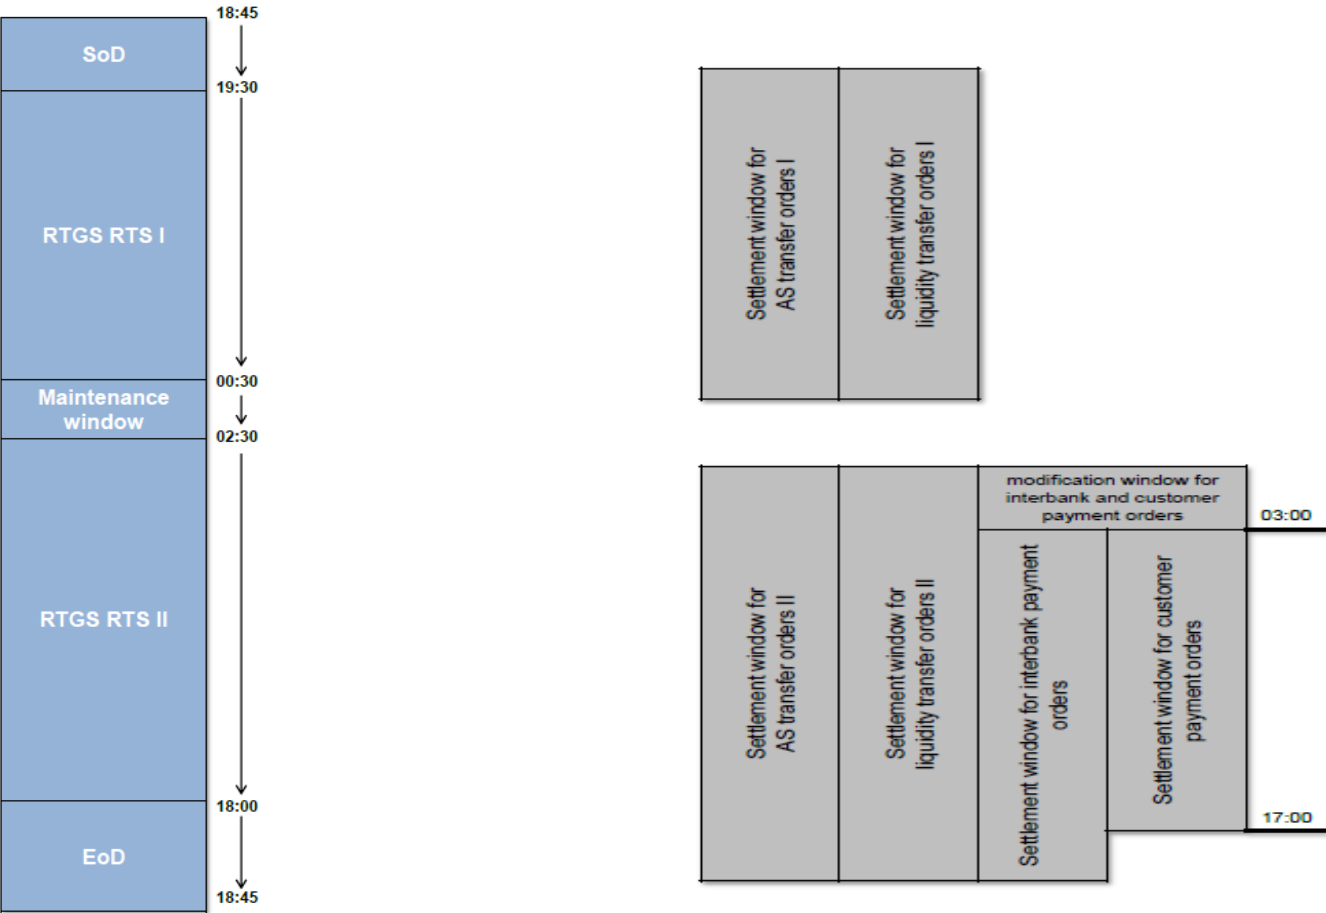 18:45
SoD
19:30
RTGS RTS I
00:30
Maintenance
window
02:30
RTGS RTS II
18:00
EoD
18:45
Settlement window for
AS transfer orders I
Settlement window for
liquidity transfer orders I
modification window for
interbank and customer
payment orders
03:00
Settlement window for
AS transfer orders II
Settlement window for
liquidity transfer orders II
Settlement window for interbank payment
orders
Settlement window for customer
payment orders
17:00